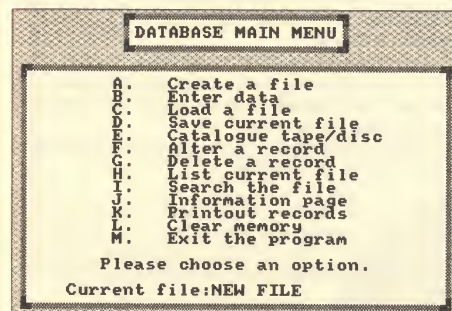 DATABASE MAIN MENU
A. Create a file
B. Enter data
C. Load a file
D. Save current file
E. Catalogue tape/disc
F. Alter a record
G. Delete a record
H. List current file
I. Search the file
J. Information page
K. Printout records
L. Clear memory
M. Exit the program
Please choose an option.
Current file:NEW FILE